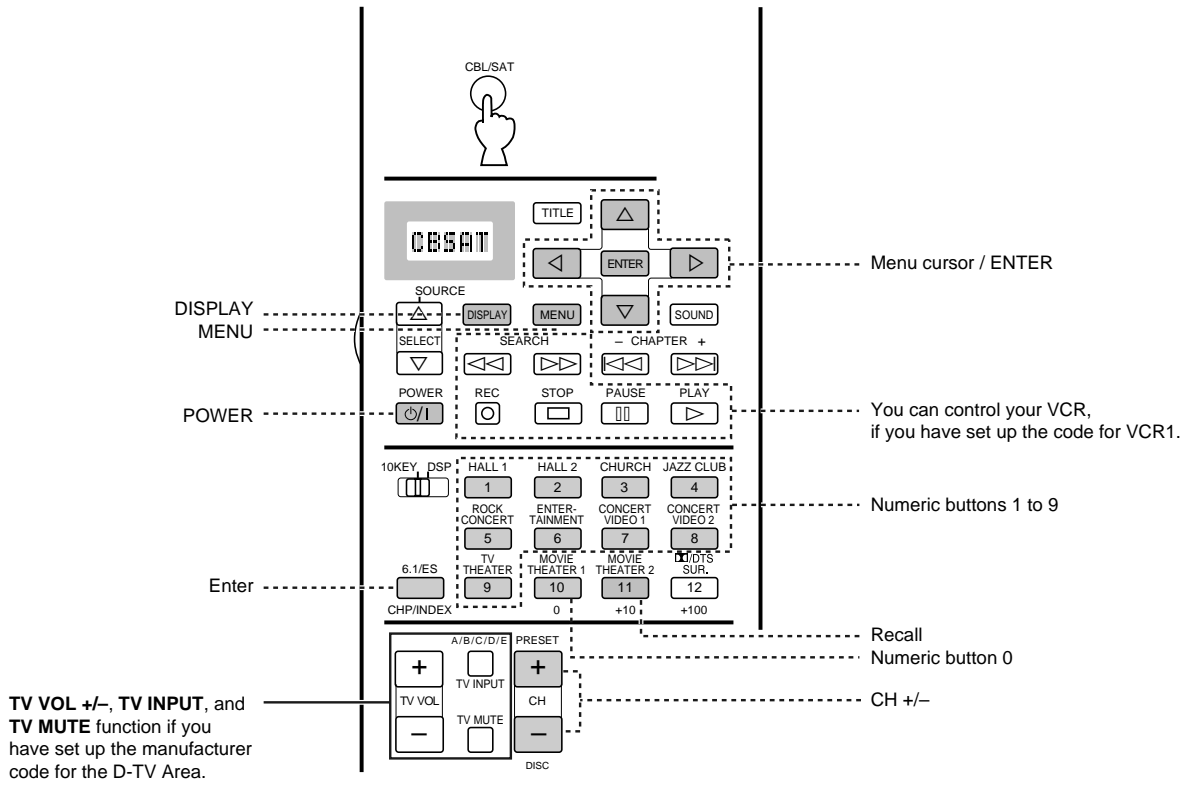 CBL/SAT
TITLE
CBSAT
ENTER
Menu cursor / ENTER
SOURCE
DISPLAY
MENU
DISPLAY
MENU
SOUND
SELECT
SEARCH
– CHAPTER +
POWER
POWER
REC
STOP
PAUSE
PLAY
You can control your VCR,
if you have set up the code for VCR1.
10KEY DSP
HALL 1
HALL 2
CHURCH
JAZZ CLUB
1
2
3
4
Numeric buttons 1 to 9
ROCK
CONCERT
ENTER-
TAINMENT
CONCERT
VIDEO 1
CONCERT
VIDEO 2
5
6
7
8
Enter
6.1/ES
TV
THEATER
MOVIE
THEATER 1
MOVIE
THEATER 2
/DTS
SUR.
9
10
11
12
CHP/INDEX
0
+10
+100
Recall
Numeric button 0
A/B/C/D/E
PRESET
+
TV INPUT
+
TV VOL
CH
CH +/–
TV MUTE
–
–
DISC
TV VOL +/–, TV INPUT, and
TV MUTE function if you
have set up the manufacturer
code for the D-TV Area.